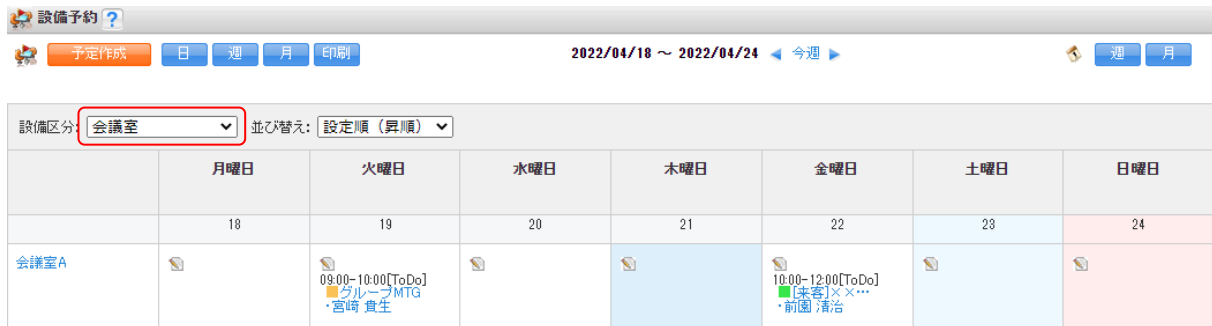 設備予約 ?
予定作成 日 週 月 印刷 2022/04/18 ～ 2022/04/24 今週 週 月
設備区分: 会議室 並び替え: 設定順（昇順）
月曜日 火曜日 水曜日 木曜日 金曜日 土曜日 日曜日
18 19 20 21 22 23 24
会議室A
09:00-10:00[ToDo]
グループMTG
・宮崎 貴生
10:00-12:00[ToDo]
[来客]××…
・前園 清治